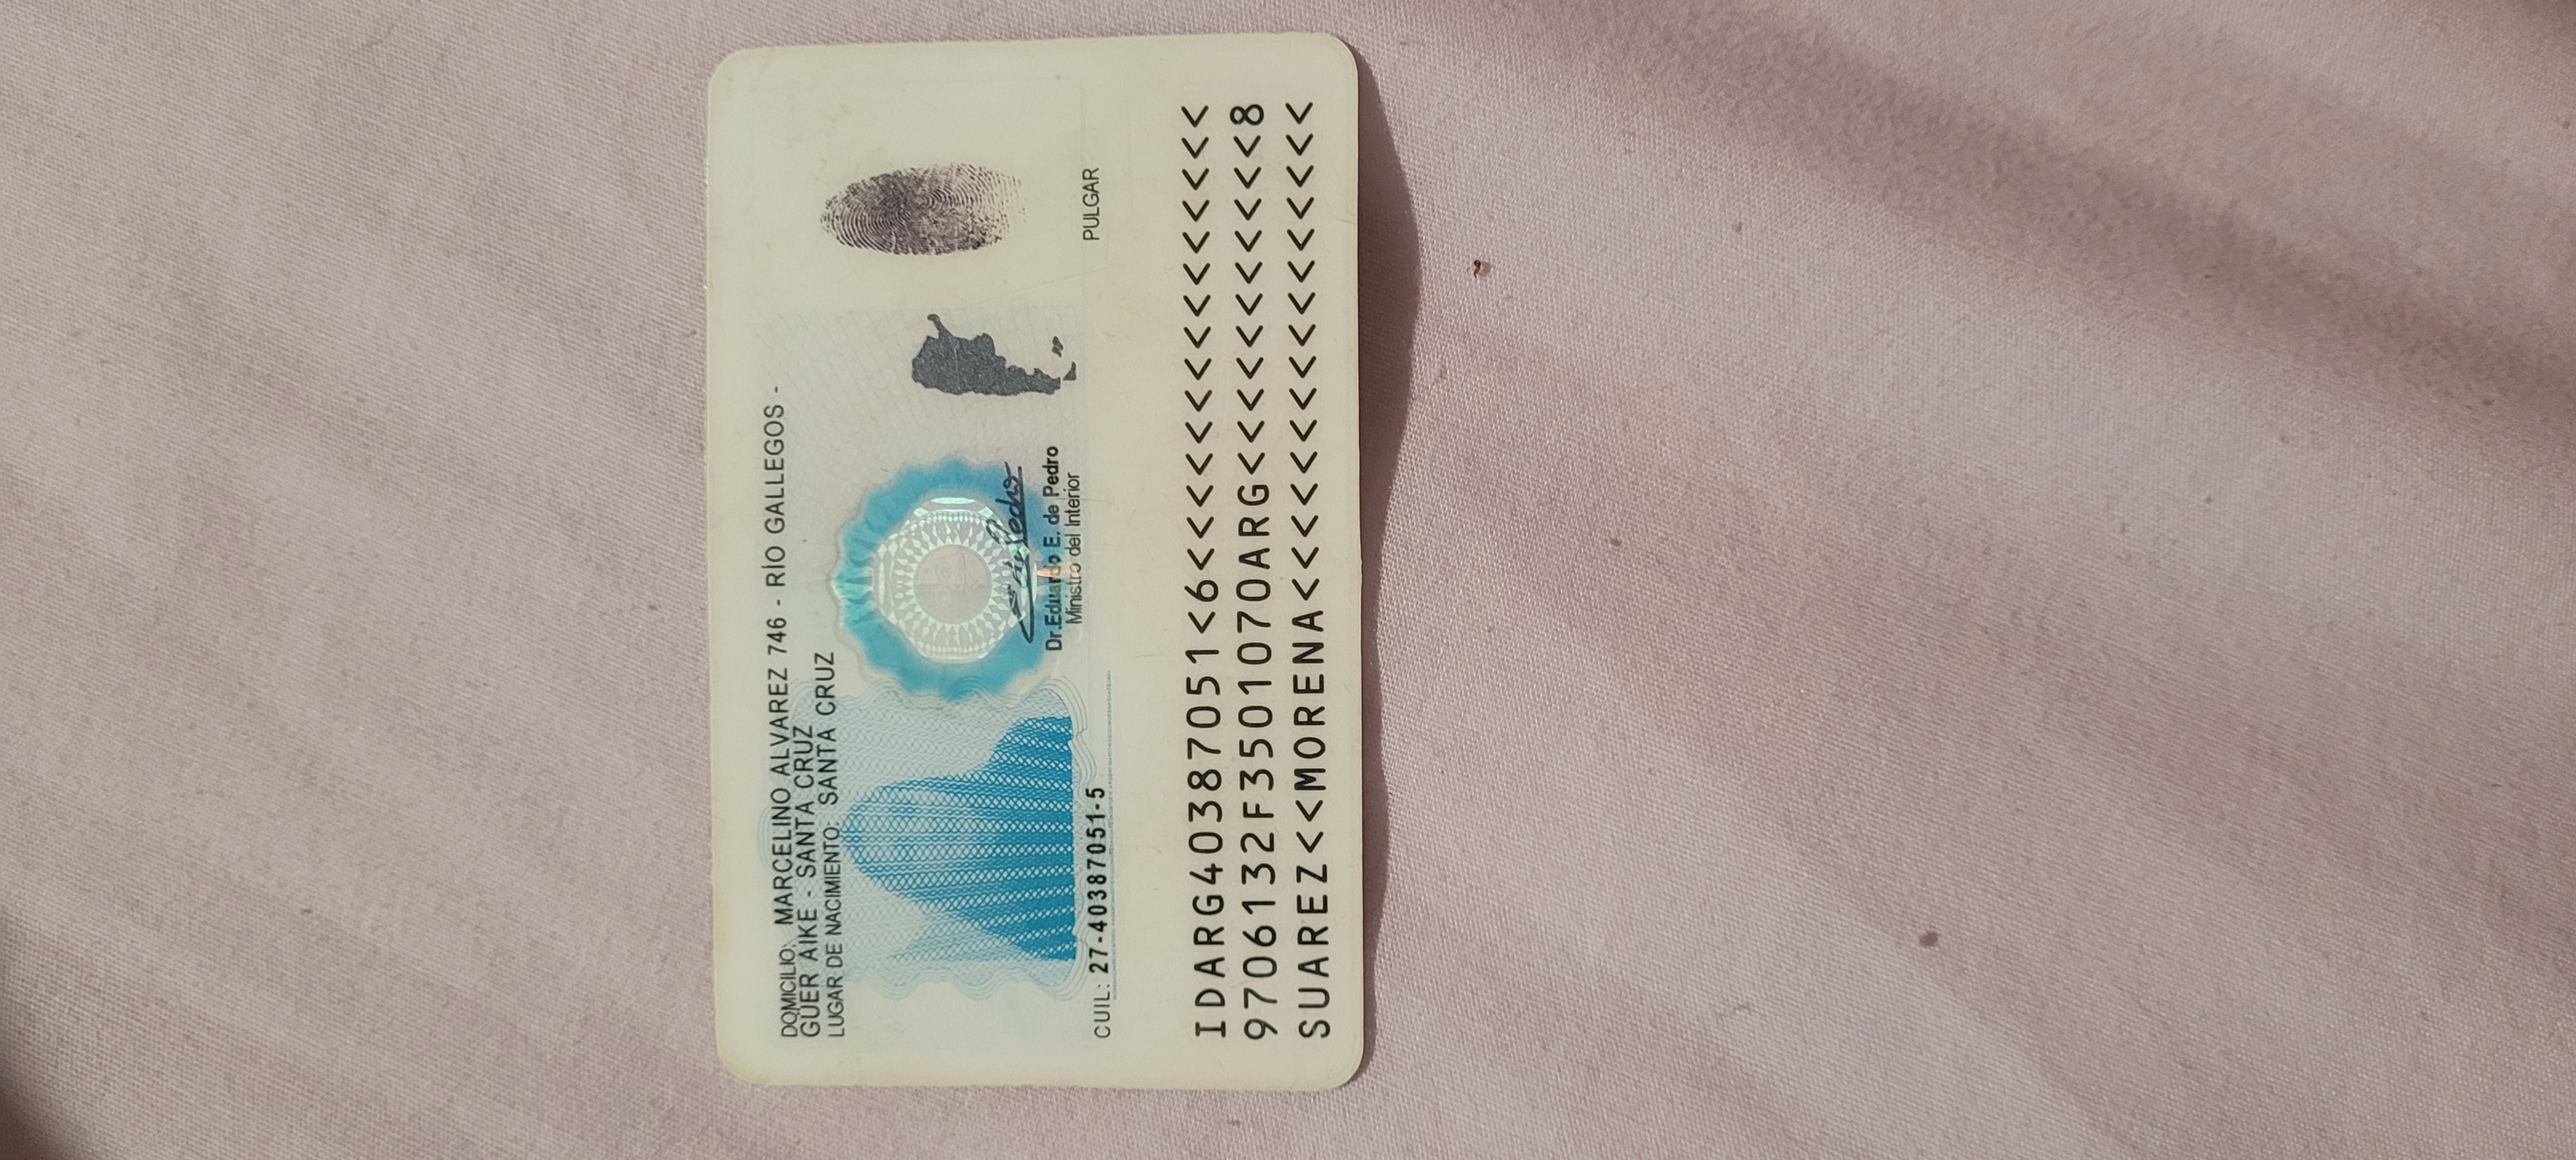 DOMICILIO: MARCELINO ALVAREZ 746 - RÍO GALLEGOS -
GUER AIKE - SANTA CRUZ
LUGAR DE NACIMIENTO: SANTA CRUZ
Dr. Eduardo E. de Pedro
Ministro del Interior
PULGAR
CUIL: 27-40387051-5
IDARG40387051<6<<<<<<<<<<<<<<<
9706132F3501070ARG<<<<<<<<<<<8
SUAREZ<<MORENA<<<<<<<<<<<<<<<<